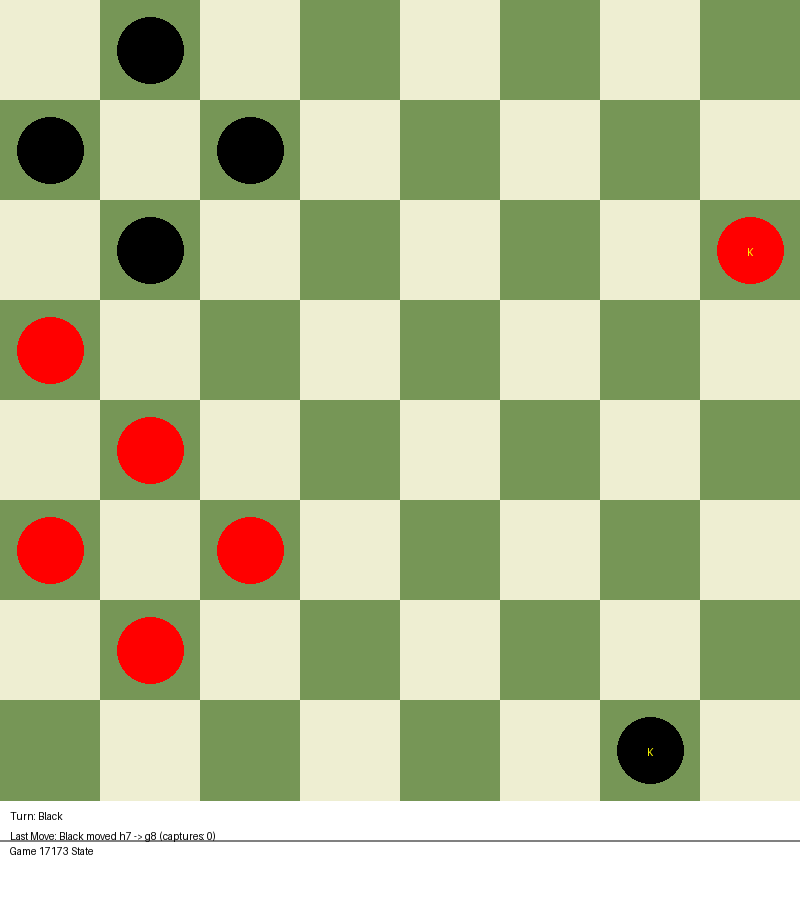 K
K
Turn: Black
Last Move: Black moved h7 -> g8 (captures: 0)
Game 17173 State